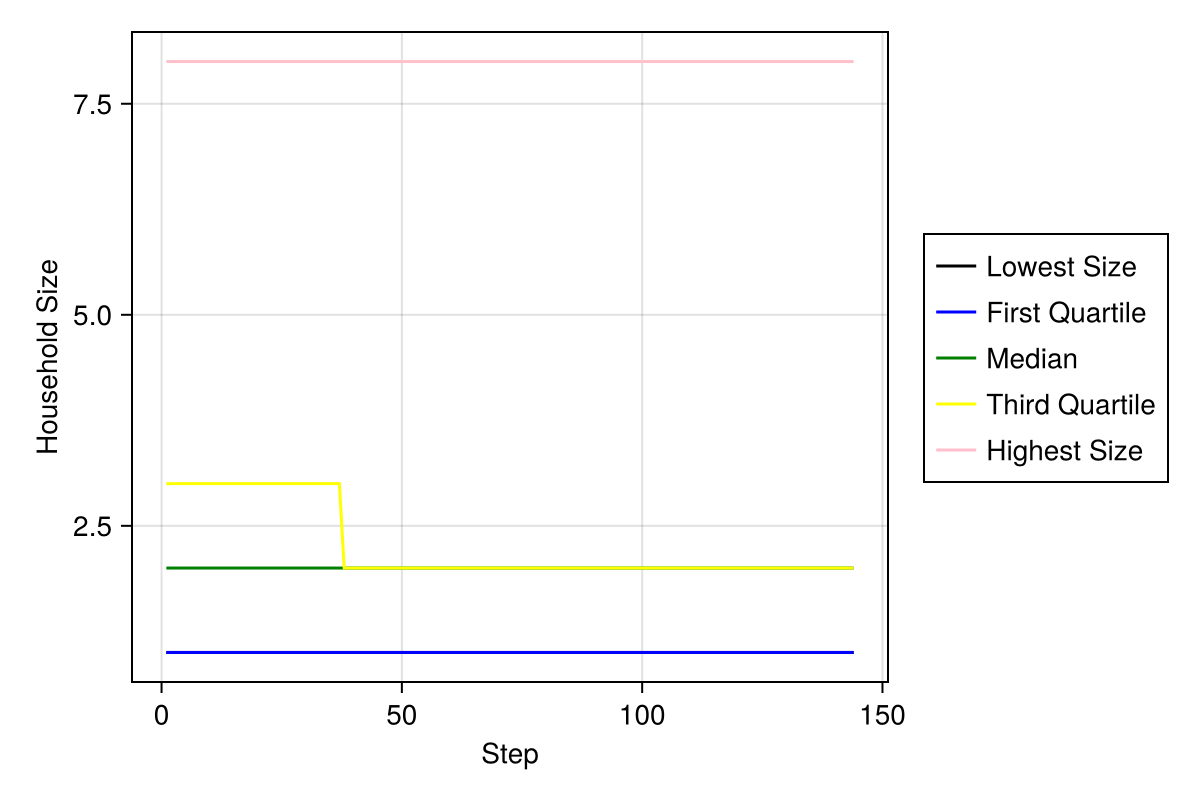 7.5
5.0
2.5
Household Size
0 50 100 150
Step
Lowest Size
First Quartile
Median
Third Quartile
Highest Size